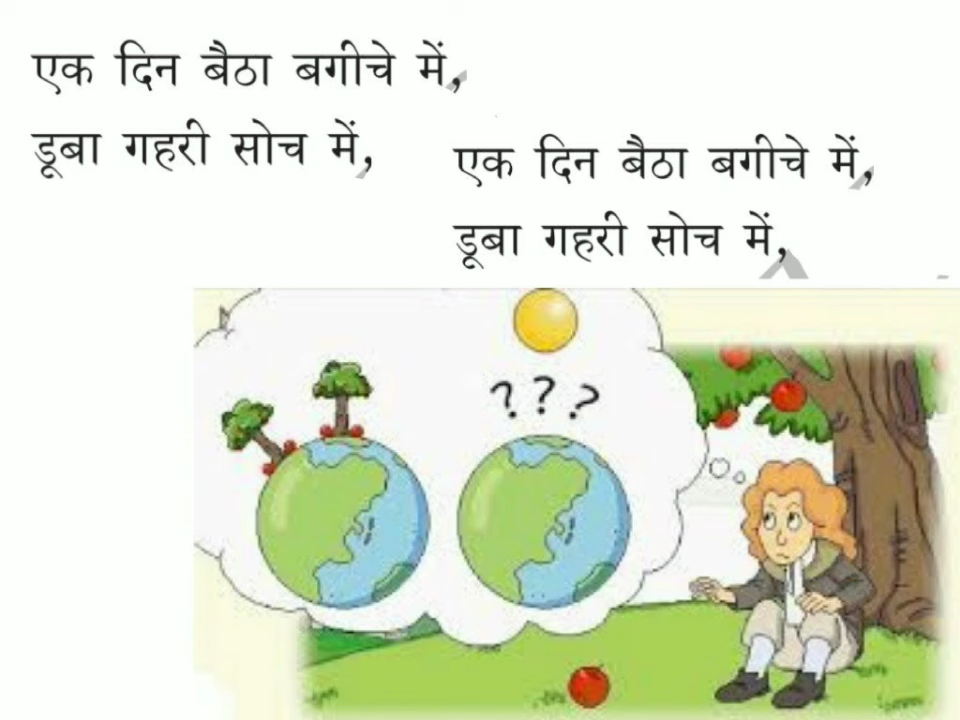 एक दिन बैठा बगीचे में,
डूबा गहरी सोच में,
एक दिन बैठा बगीचे में,
डूबा गहरी सोच में,
? ? ?